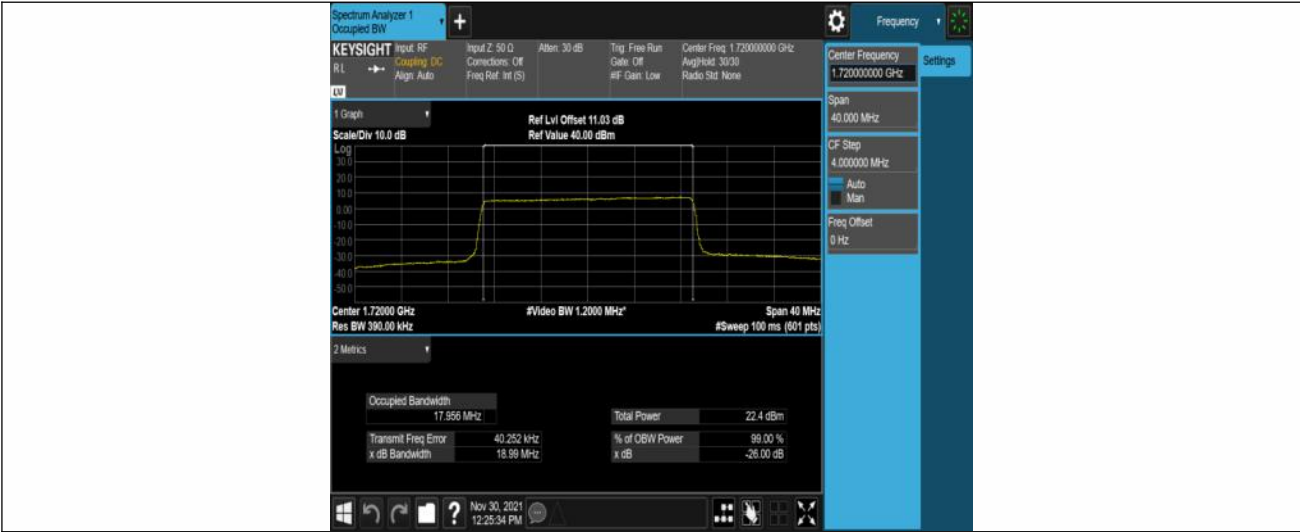 Spectrum Analyzer 1
Occupied BW
Frequency
KEYSIGHT
Input: RF
Coupling: DC
Align: Auto
Input Z: 50 Ω
Corrections: Off
Freq Ref: Int (S)
Atten: 30 dB
Trig: Free Run
Gate: Off
#IF Gain: Low
Center Freq: 1.720000000 GHz
Avg|Hold: 30/30
Radio Std: None
R L
Center Frequency
1.720000000 GHz
Settings
Span
40.000 MHz
CF Step
4.000000 MHz
Auto
Man
Freq Offset
0 Hz
1 Graph
Ref Lvl Offset 11.03 dB
Scale/Div 10.0 dB
Ref Value 40.00 dBm
Log
30.0
20.0
10.0
0.00
-10.0
-20.0
-30.0
-40.0
-50.0
Center 1.72000 GHz
#Video BW 1.2000 MHz*
Span 40 MHz
Res BW 390.00 kHz
#Sweep 100 ms (601 pts)
2 Metrics
Occupied Bandwidth
17.956 MHz
Total Power 22.4 dBm
Transmit Freq Error 40.252 kHz
% of OBW Power 99.00 %
x dB Bandwidth 18.99 MHz
x dB -26.00 dB
Nov 30, 2021
12:25:34 PM